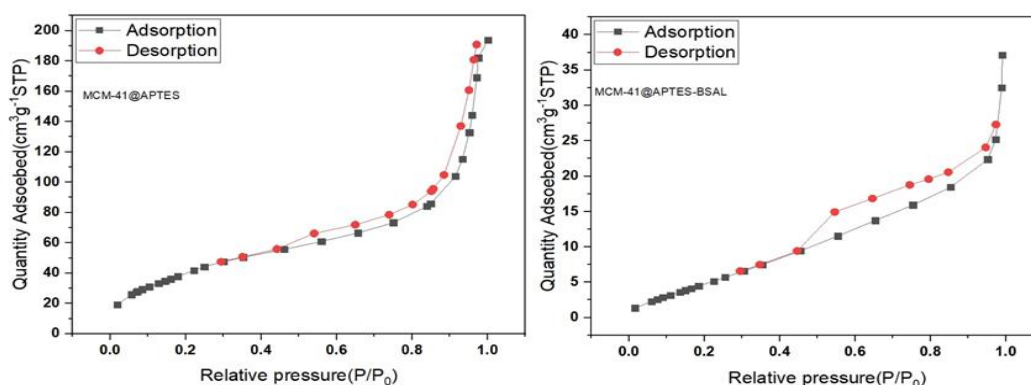 Adsorption
Desorption
MCM-41@APTES
Quantity Adsoebed(cm³g⁻¹STP)
200
180
160
140
120
100
80
60
40
20
0
0.0 0.2 0.4 0.6 0.8 1.0
Relative pressure(P/P₀)
Adsorption
Desorption
MCM-41@APTES-BSAL
Quantity Adsoebed(cm³g⁻¹STP)
40
35
30
25
20
15
10
5
0
0.0 0.2 0.4 0.6 0.8 1.0
Relative pressure(P/P₀)